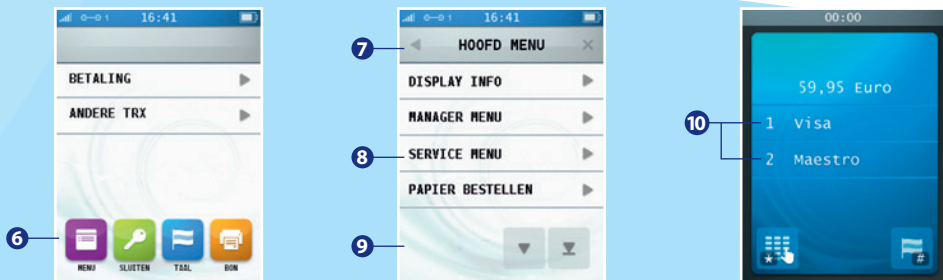 16:41
BETALING
ANDERE TRX
6
MENU
SLUITEN
TAAL
BON
1 16:41
7
HOOFD MENU
DISPLAY INFO
MANAGER MENU
8
SERVICE MENU
PAPIER BESTELLEN
9
00:00
59,95 Euro
10
1 Visa
2 Maestro
*
#